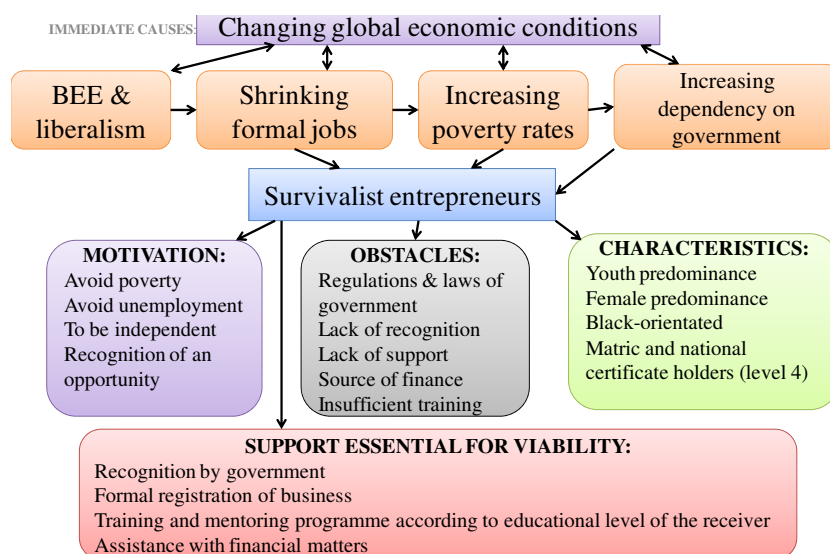 IMMEDIATE CAUSES:
Changing global economic conditions
BEE &
liberalism
Shrinking
formal jobs
Increasing
poverty rates
Increasing
dependency on
government
Survivalist entrepreneurs
MOTIVATION:
Avoid poverty
Avoid unemployment
To be independent
Recognition of an
opportunity
OBSTACLES:
Regulations & laws of
government
Lack of recognition
Lack of support
Source of finance
Insufficient training
CHARACTERISTICS:
Youth predominance
Female predominance
Black-orientated
Matric and national
certificate holders (level 4)
SUPPORT ESSENTIAL FOR VIABILITY:
Recognition by government
Formal registration of business
Training and mentoring programme according to educational level of the receiver
Assistance with financial matters